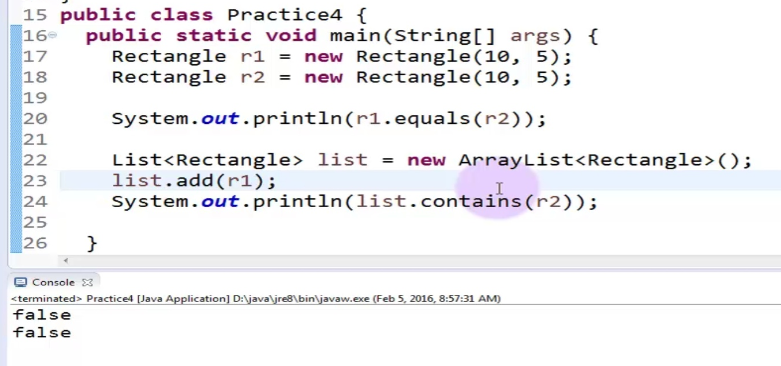 15 public class Practice4 {
16 public static void main(String[] args) {
17 Rectangle r1 = new Rectangle(10, 5);
18 Rectangle r2 = new Rectangle(10, 5);
19
20 System.out.println(r1.equals(r2));
21
22 List<Rectangle> list = new ArrayList<Rectangle>();
23 list.add(r1);
24 System.out.println(list.contains(r2));
25
26 }
Console
<terminated> Practice4 [Java Application] D:\java\jre8\bin\javaw.exe (Feb 5, 2016, 8:57:31 AM)
false
false